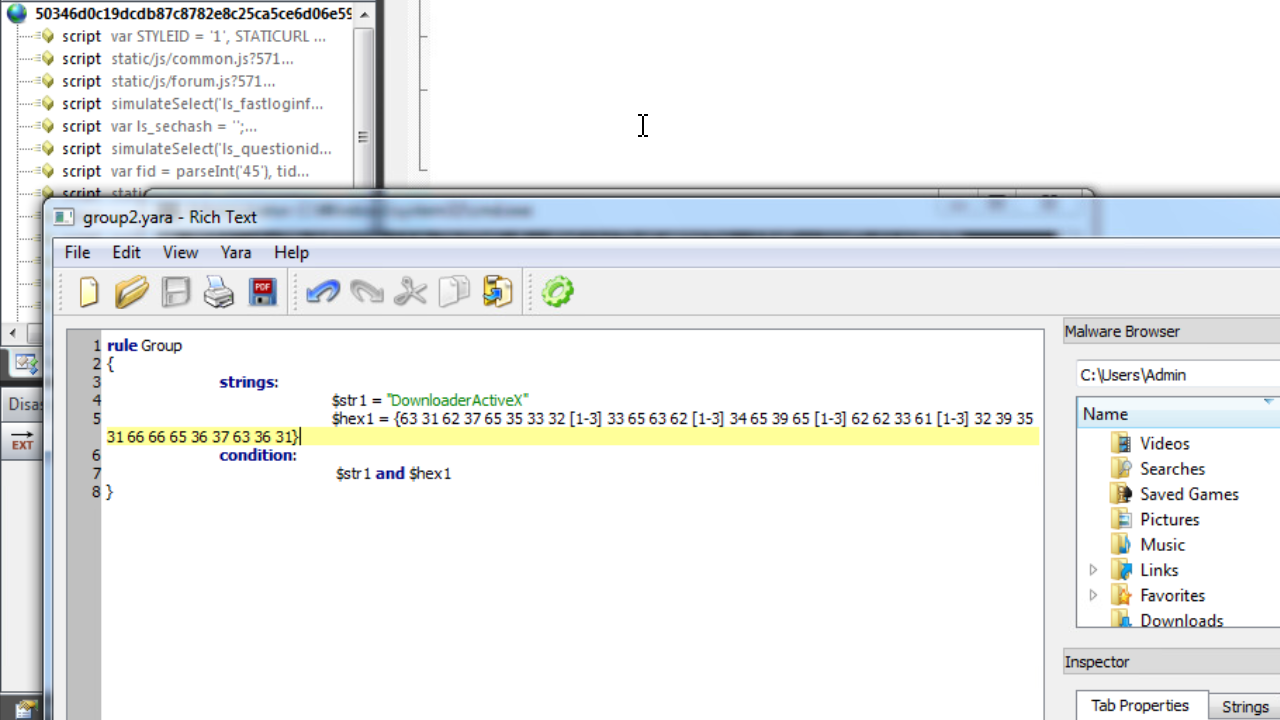 50346d0c19dcdb87c8782e8c25ca5ce6d06e59
script var STYLEID = '1', STATICURL ...
script static/js/common.js?571...
script static/js/forum.js?571...
script simulateSelect('ls_fastloginf...
script var ls_sechash = '';...
script simulateSelect('ls_questionid...
script var fid = parseInt('45'), tid...
script static
group2.yara - Rich Text
File Edit View Yara Help
PDF
1 rule Group
2 {
3 strings:
4 $str1 = "DownloaderActiveX"
5 $hex1 = {63 31 62 37 65 35 33 32 [1-3] 33 65 63 62 [1-3] 34 65 39 65 [1-3] 62 62 33 61 [1-3] 32 39 35
31 66 66 65 36 37 63 36 31}
6 condition:
7 $str1 and $hex1
8 }
Disas
EXT
Malware Browser
C:\Users\Admin
Name
Videos
Searches
Saved Games
Pictures
Music
Links
Favorites
Downloads
Inspector
Tab Properties Strings